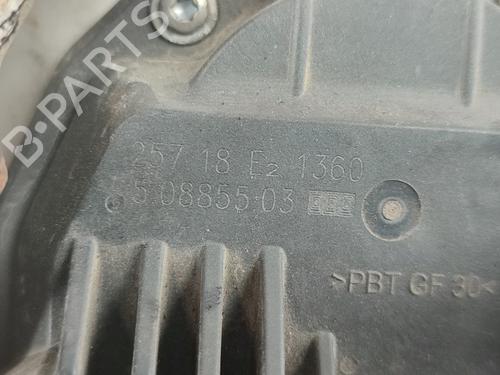 B-PARTS
257 18 E2 1360
5.08855.03
>PBT GF 30<